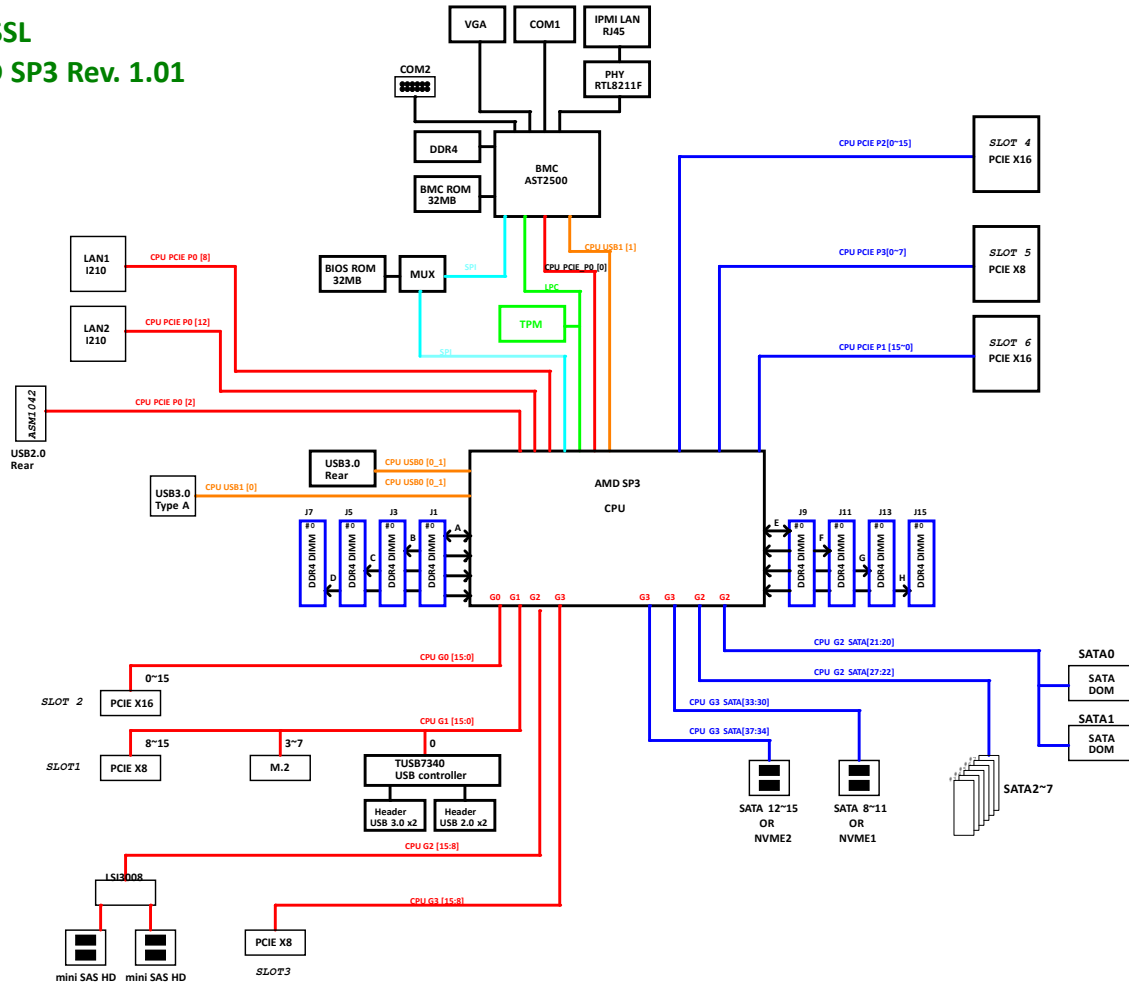 SSL
SP3 Rev. 1.01
VGA
COM1
IPMI LAN
RJ45
COM2
PHY
RTL8211F
DDR4
BMC
AST2500
BMC ROM
32MB
CPU PCIE P2[0~15]
SLOT 4
PCIE X16
LAN1
I210
CPU PCIE P0 [8]
BIOS ROM
32MB
MUX
SPI
CPU USB1 [1]
CPU PCIE P0 [0]
LPC
CPU PCIE P3[0~7]
SLOT 5
PCIE X8
LAN2
I210
CPU PCIE P0 [12]
TPM
SPI
CPU PCIE P1 [15~0]
SLOT 6
PCIE X16
ASM1042
CPU PCIE P0 [2]
USB2.0
Rear
USB3.0
Rear
CPU USB0 [0_1]
CPU USB0 [0_1]
USB3.0
Type A
CPU USB1 [0]
AMD SP3
CPU
J7
J5
J3
J1
#0
DDR4 DIMM
#0
DDR4 DIMM
#0
DDR4 DIMM
#0
DDR4 DIMM
A
B
C
D
J9
J11
J13
J15
#0
DDR4 DIMM
#0
DDR4 DIMM
#0
DDR4 DIMM
#0
DDR4 DIMM
E
F
G
H
G0
G1
G2
G3
G3
G3
G2
G2
CPU G0 [15:0]
0~15
SLOT 2
PCIE X16
CPU G1 [15:0]
8~15
3~7
0
SLOT1
PCIE X8
M.2
TUSB7340
USB controller
Header
USB 3.0 x2
Header
USB 2.0 x2
CPU G2 SATA[21:20]
SATA0
SATA
DOM
CPU G2 SATA[27:22]
SATA1
SATA
DOM
CPU G3 SATA[33:30]
CPU G3 SATA[37:34]
SATA 12~15
OR
NVME2
SATA 8~11
OR
NVME1
SATA2~7
CPU G2 [15:8]
LSI3008
CPU G3 [15:8]
mini SAS HD
mini SAS HD
PCIE X8
SLOT3